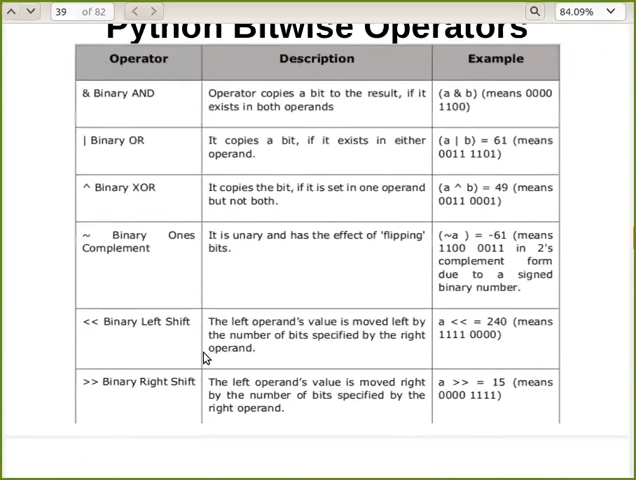 39 of 82
84.09%
Python Bitwise Operators
Operator Description Example
& Binary AND
Operator copies a bit to the result, if it
exists in both operands
(a & b) (means 0000
1100)
| Binary OR
It copies a bit, if it exists in either
operand.
(a | b) = 61 (means
0011 1101)
^ Binary XOR
It copies the bit, if it is set in one operand
but not both.
(a ^ b) = 49 (means
0011 0001)
~ Binary Ones
Complement
It is unary and has the effect of 'flipping'
bits.
(~a ) = -61 (means
1100 0011 in 2's
complement form
due to a signed
binary number.
<< Binary Left Shift
The left operand's value is moved left by
the number of bits specified by the right
operand.
a << = 240 (means
1111 0000)
>> Binary Right Shift
The left operand's value is moved right
by the number of bits specified by the
right operand.
a >> = 15 (means
0000 1111)